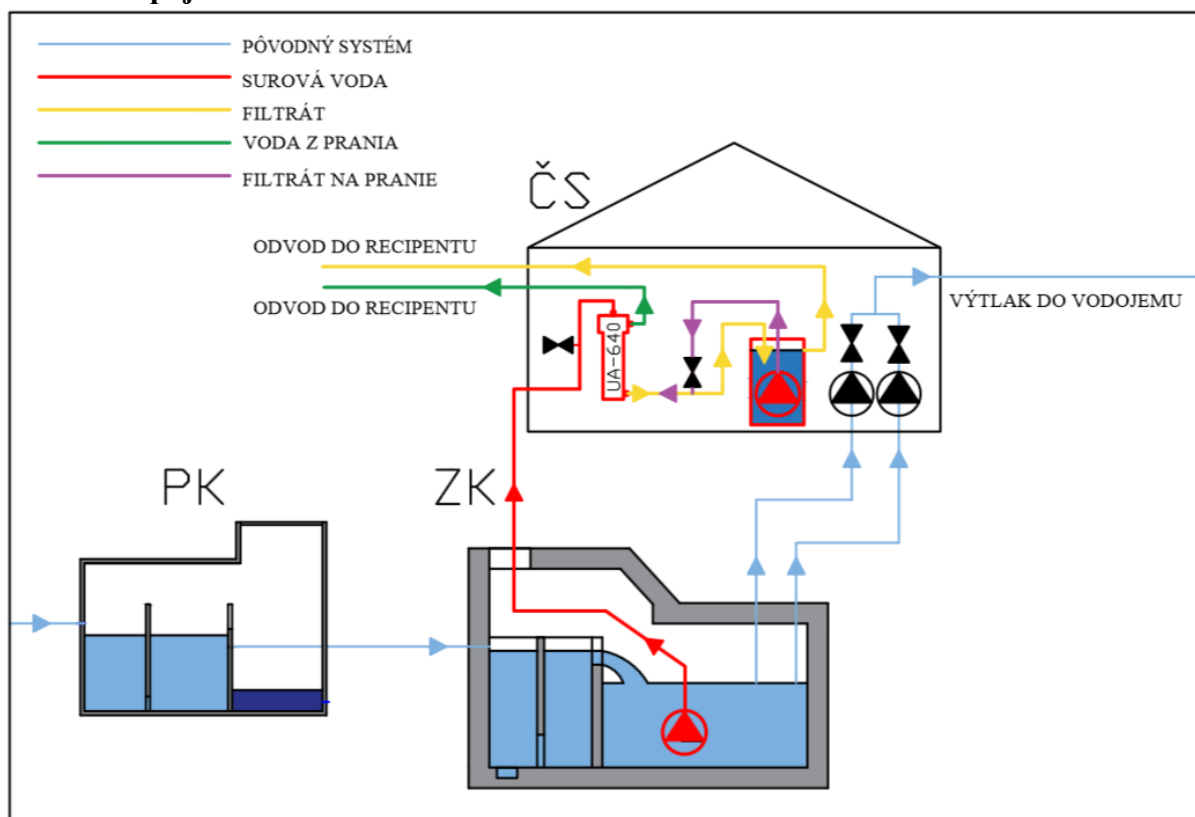 PÔVODNÝ SYSTÉM
SUROVÁ VODA
FILTRÁT
VODA Z PRANIA
FILTRÁT NA PRANIE
ČS
ODVOD DO RECIPENTU
ODVOD DO RECIPENTU
VÝTLAK DO VODOJEMU
UA-640
PK
ZK